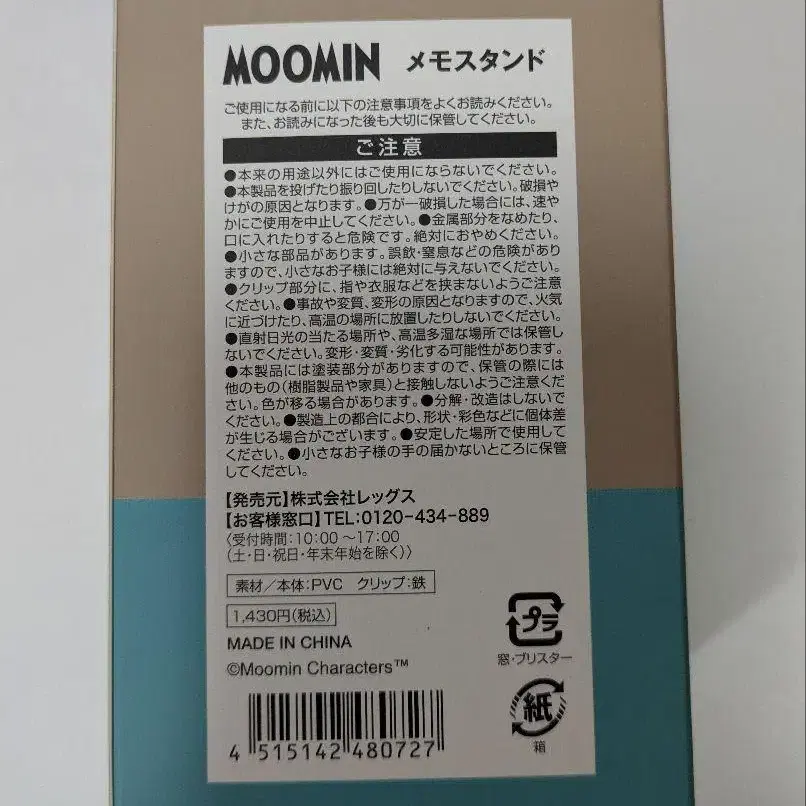 MOOMIN メモスタンド
ご使用になる前に以下の注意事項をよくお読みください。
また、お読みになった後も大切に保管してください。
ご注意
●本来の用途以外にはご使用にならないでください。
●本製品を投げたり振り回したりしないでください。破損や
けがの原因となります。●万が一破損した場合には、速や
かにご使用を中止してください。●金属部分をなめたり、
口に入れたりすると危険です。絶対におやめください。
●小さな部品があります。誤飲・窒息などの危険があり
ますので、小さなお子様には絶対に与えないでください。
●クリップ部分に、指や衣服などを挟まないようご注意
ください。●事故や変質、変形の原因となりますので、火気
に近づけたり、高温の場所に放置したりしないでください。
●直射日光の当たる場所や、高温多湿な場所では保管し
ないでください。変形・変質・劣化する可能性があります。
●本製品には塗装部分がありますので、保管の際には
他のもの(樹脂製品や家具)と接触しないようご注意くだ
さい。色が移る場合があります。●分解・改造はしないで
ください。●製造上の都合により、形状・彩色などに個体差
が生じる場合がございます。●安定した場所で使用して
ください。●小さなお子様の手の届かないところに保管
してください。
【発売元】株式会社レッグス
【お客様窓口】TEL:0120-434-889
〈受付時間:10:00~17:00
(土・日・祝日・年末年始を除く)〉
素材/本体:PVC クリップ:鉄
1,430円(税込)
MADE IN CHINA
©Moomin Characters™
4 515142 480727
プラ
窓・ブリスター
紙
箱